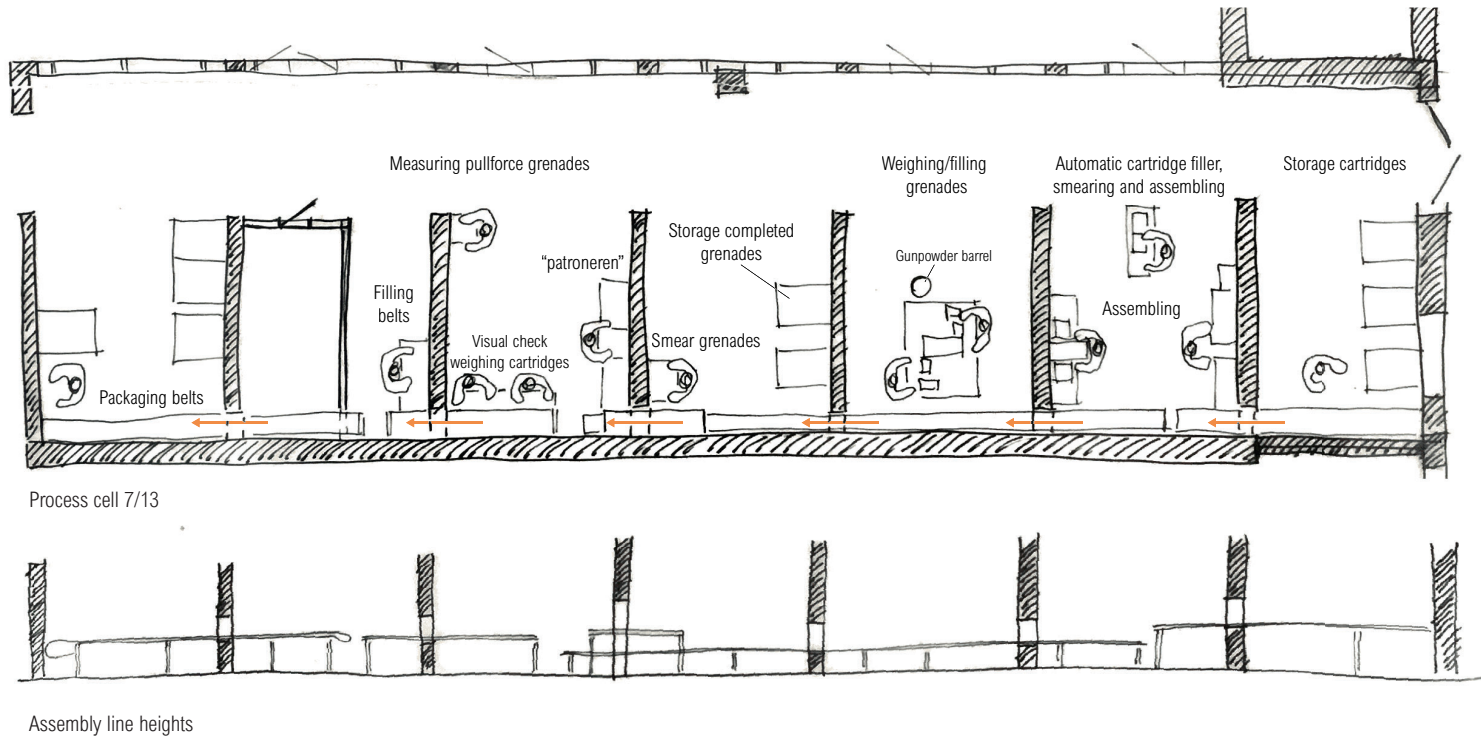 Measuring pullforce grenades
Weighing/filling
grenades
Automatic cartridge filler,
smearing and assembling
Storage cartridges
Storage completed
grenades
"patroneren"
Gunpowder barrel
Filling
belts
Assembling
Visual check
weighing cartridges
Smear grenades
Packaging belts
Process cell 7/13
Assembly line heights